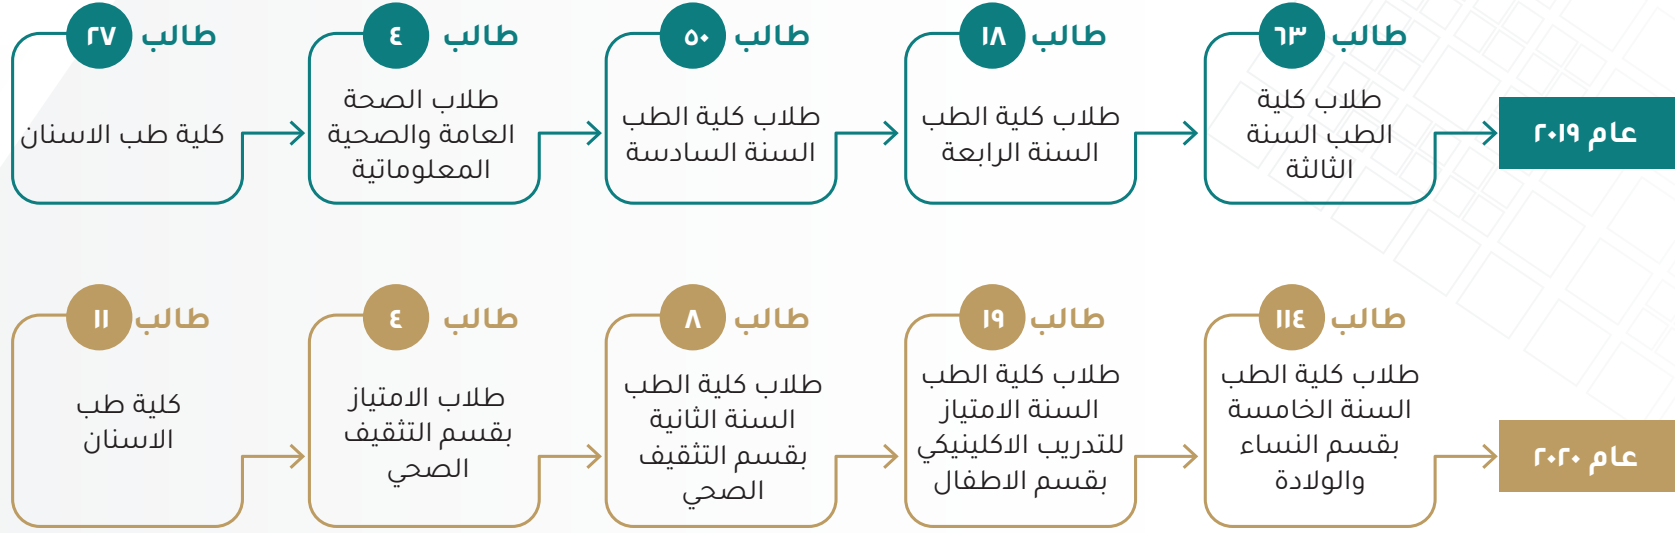 عام ٢٠١٩
طالب ٦٣
طلاب كلية
الطب السنة
الثالثة
طالب ١٨
طلاب كلية الطب
السنة الرابعة
طالب ٥٠
طلاب كلية الطب
السنة السادسة
طالب ٤
طلاب الصحة
العامة والصحية
المعلوماتية
طالب ٢٧
كلية طب الاسنان
عام ٢٠٢٠
طالب ١١٤
طلاب كلية الطب
السنة الخامسة
بقسم النساء
والولادة
طالب ١٩
طلاب كلية الطب
السنة الامتياز
للتدريب الاكلينيكي
بقسم الاطفال
طالب ٨
طلاب كلية الطب
السنة الثانية
بقسم التثقيف
الصحي
طالب ٤
طلاب الامتياز
بقسم التثقيف
الصحي
طالب ١١
كلية طب
الاسنان